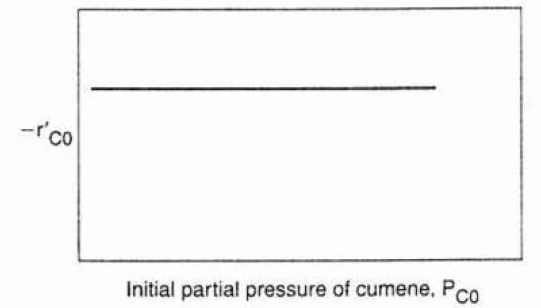 −r′C0
Initial partial pressure of cumene, PC0